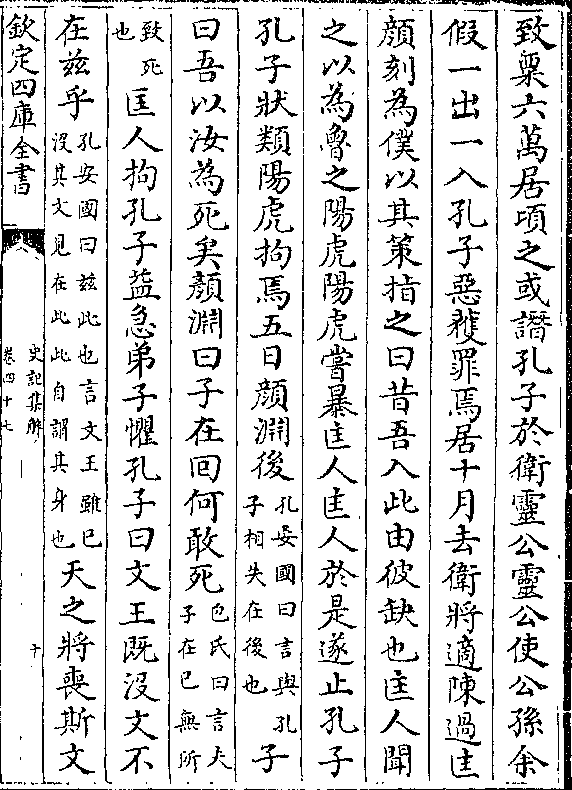 致粟六萬居頃之或譖孔子於衛靈公靈公使公孫余
假一出一入孔子惡獲罪焉居十月去衛將適陳過匡
顔刻為僕以其策指之曰昔吾入此由彼缺也匡人聞
之以為魯之陽虎陽虎嘗暴匡人匡人於是遂止孔子
孔子狀類陽虎拘焉五日顔淵後孔安國曰言與孔子相失在後也子
曰吾以汝為死矣顔淵曰子在回何敢死包氏曰言夫子在已無所
致死也匡人拘孔子益急弟子懼孔子曰文王既没文不
在兹乎孔安國曰兹此也言文王雖已没其文見在此此自謂其身也天之將喪斯文
欽定四庫全書
史記集解
卷四十七
十